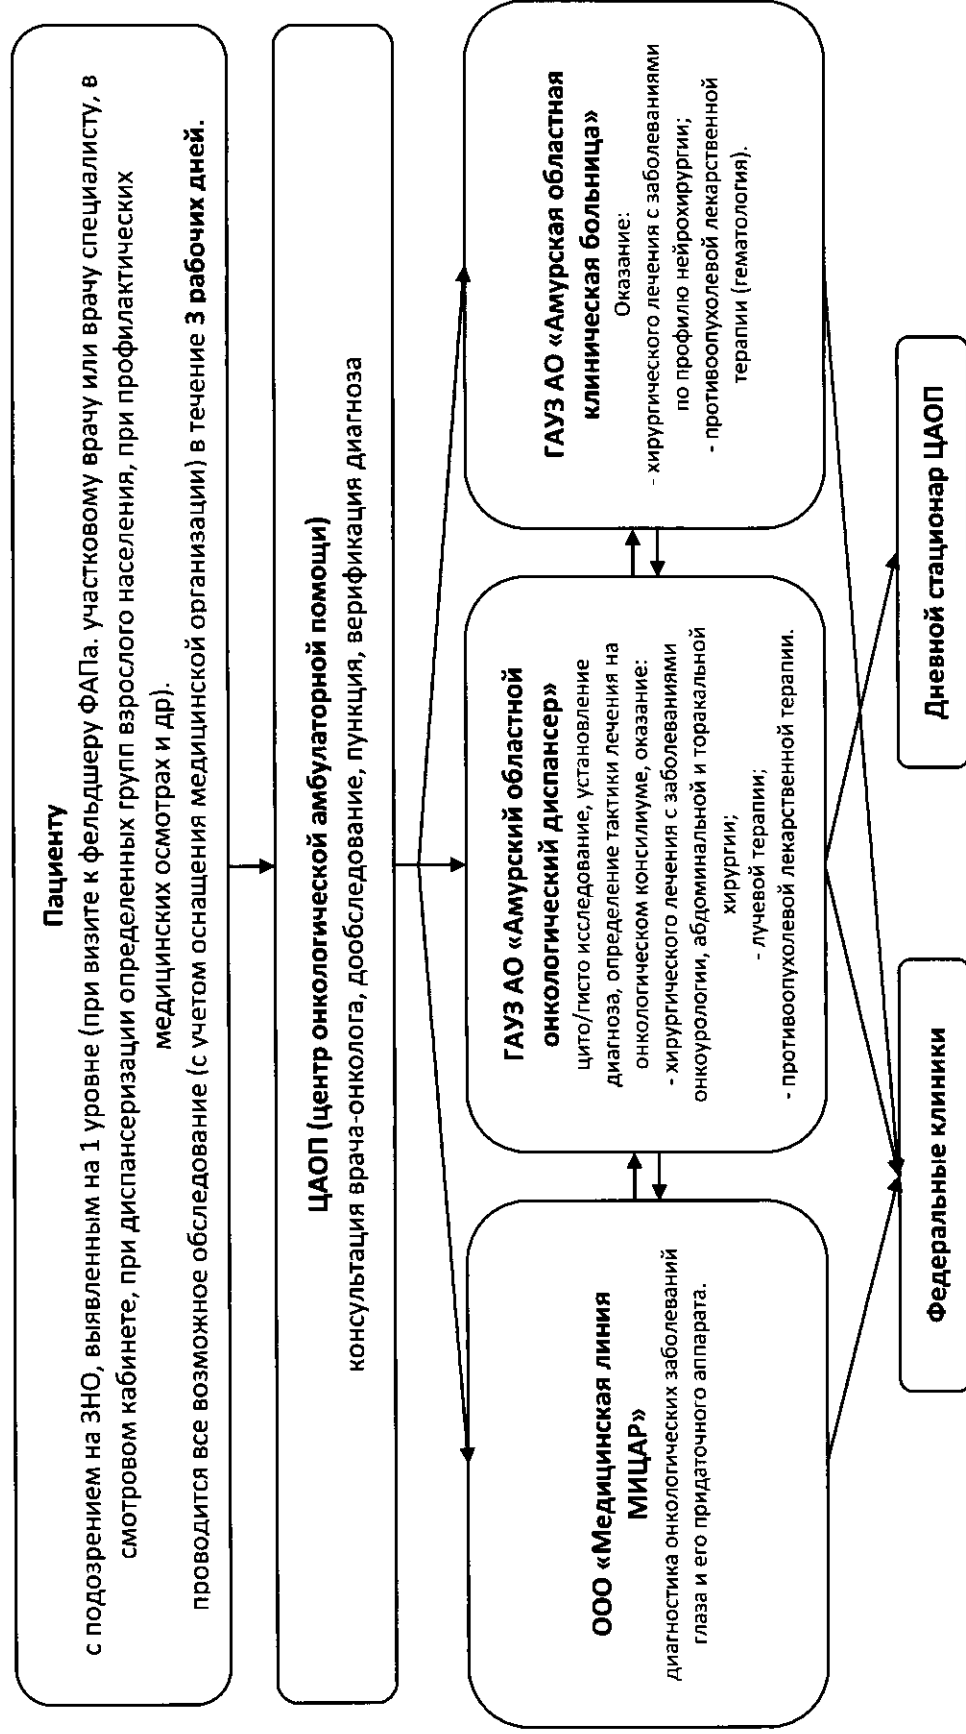 Пациенту
с подозрением на ЗНО, выявленным на 1 уровне (при визите к фельдшеру ФАПа. участковому врачу или врачу специалисту, в
смотровом кабинете, при диспансеризации определенных групп взрослого населения, при профилактических
медицинских осмотрах и др).
проводится все возможное обследование (с учетом оснащения медицинской организации) в течение 3 рабочих дней.
ЦАОП (центр онкологической амбулаторной помощи)
консультация врача-онколога, дообследование, пункция, верификация диагноза
ООО «Медицинская линия
МИЦАР»
диагностика онкологических заболеваний
глаза и его придаточного аппарата.
ГАУЗ АО «Амурский областной
онкологический диспансер»
цито/гисто исследование, установление
диагноза, определение тактики лечения на
онкологическом консилиуме, оказание:
- хирургического лечения с заболеваниями
онкоурологии, абдоминальной и торакальной
хирургии;
- лучевой терапии;
- противоопухолевой лекарственной терапии.
ГАУЗ АО «Амурская областная
клиническая больница»
Оказание:
- хирургического лечения с заболеваниями
по профилю нейрохирургии;
- противоопухолевой лекарственной
терапии (гематология).
Федеральные клиники
Дневной стационар ЦАОП